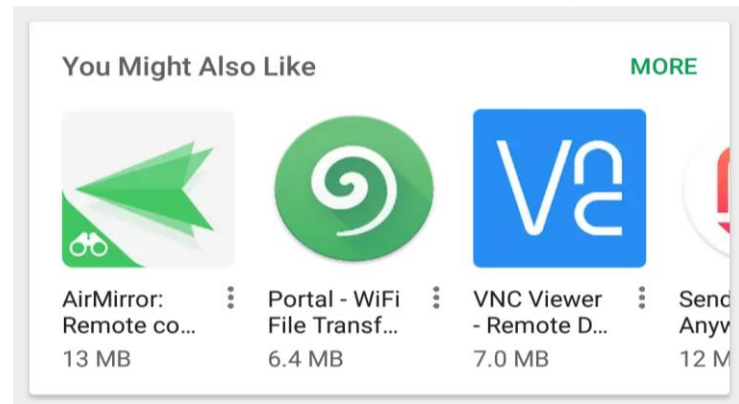 You Might Also Like MORE
VNC
AirMirror:
Remote co...
13 MB
Portal - WiFi
File Transf...
6.4 MB
VNC Viewer
- Remote D...
7.0 MB
Send
12 M